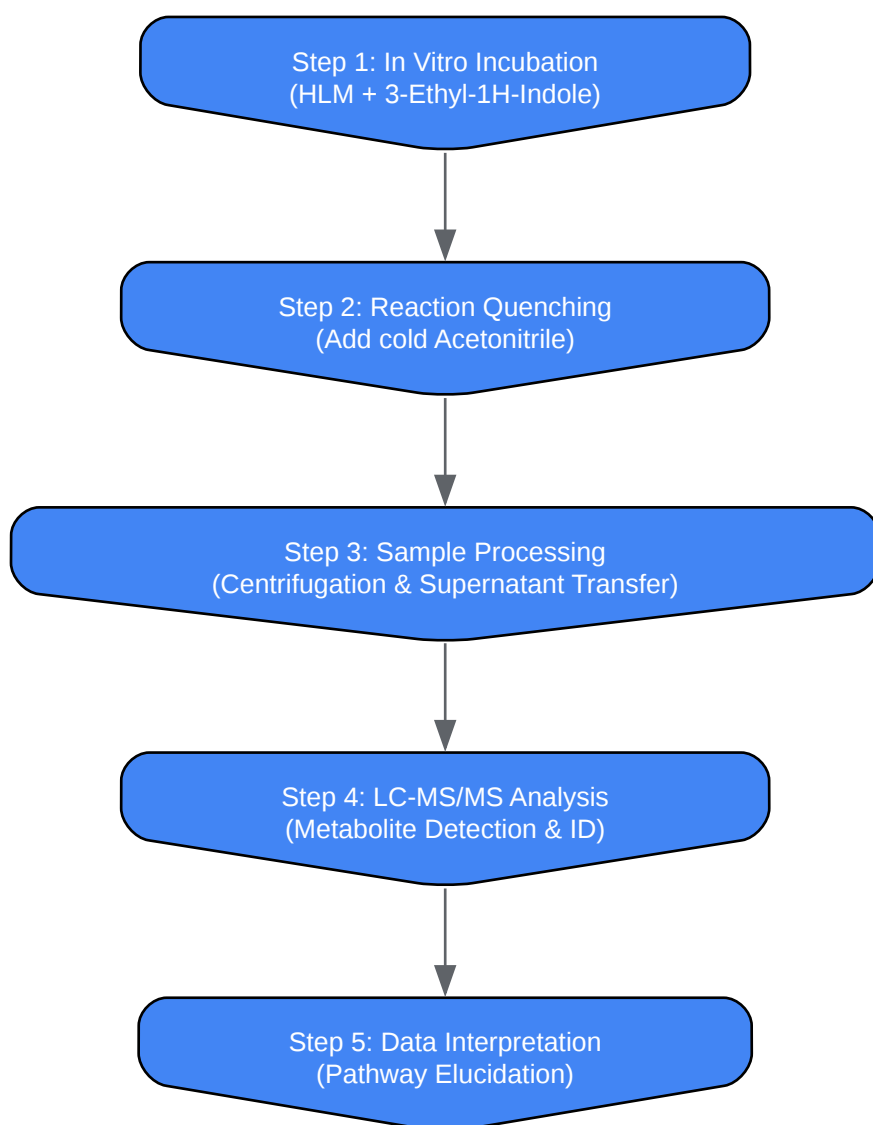 Step 1: In Vitro Incubation
(HLM + 3-Ethyl-1H-Indole)
Step 2: Reaction Quenching
(Add cold Acetonitrile)
Step 3: Sample Processing
(Centrifugation & Supernatant Transfer)
Step 4: LC-MS/MS Analysis
(Metabolite Detection & ID)
Step 5: Data Interpretation
(Pathway Elucidation)